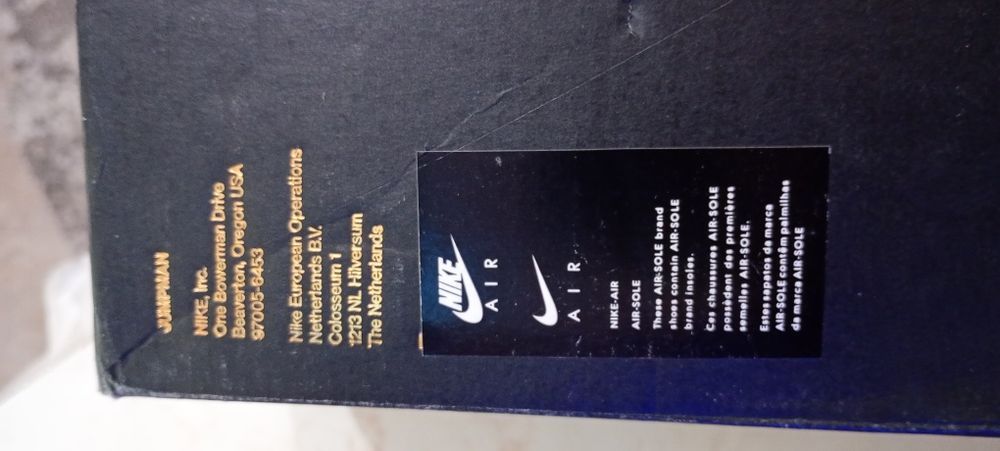 JUMPMAN
NIKE, Inc.
One Bowerman Drive
Beaverton, Oregon USA
97005-6453
Nike European Operations
Netherlands B.V.
Colosseum 1
1213 NL Hilversum
The Netherlands
NIKE
AIR
AIR
NIKE-AIR
AIR-SOLE
These AIR-SOLE brand
shoes contain AIR-SOLE
brand insoles.
Ces chaussures AIR-SOLE
possèdent des premières
semelles AIR-SOLE.
Estes sapatos da marca
AIR-SOLE contêm palmilhas
da marca AIR-SOLE